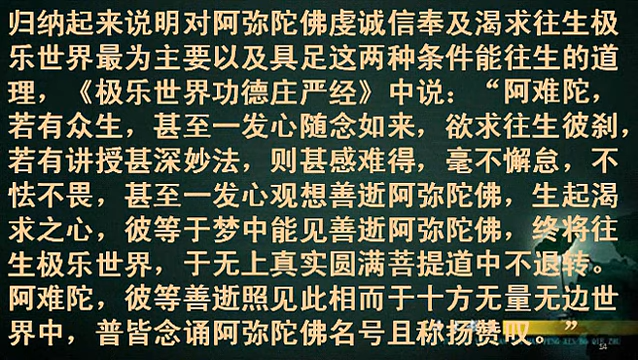 归纳起来说明对阿弥陀佛虔诚信奉及渴求往生极
乐世界最为主要以及具足这两种条件能往生的道
理，《极乐世界功德庄严经》中说：“阿难陀，
若有众生，甚至一发心随念如来，欲求往生彼刹，
若有讲授甚深妙法，则甚感难得，毫不懈怠，不
怯不畏，甚至一发心观想善逝阿弥陀佛，生起渴
求之心，彼等于梦中能见善逝阿弥陀佛，终将往
生极乐世界，于无上真实圆满菩提道中不退转。
阿难陀，彼等善逝照见此相而于十方无量无边世
界中，普皆念诵阿弥陀佛名号且称扬赞叹。”
54